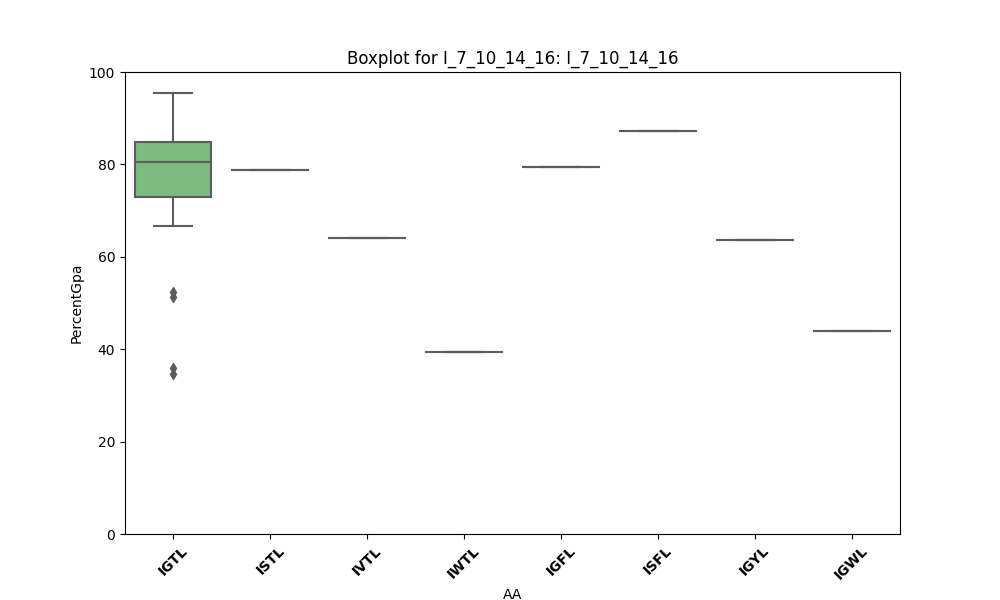 Boxplot for I_7_10_14_16: I_7_10_14_16
100
80
60
40
20
0
PercentGpa
IGTL
ISTL
IVTL
IWTL
IGFL
ISFL
IGYL
IGWL
AA